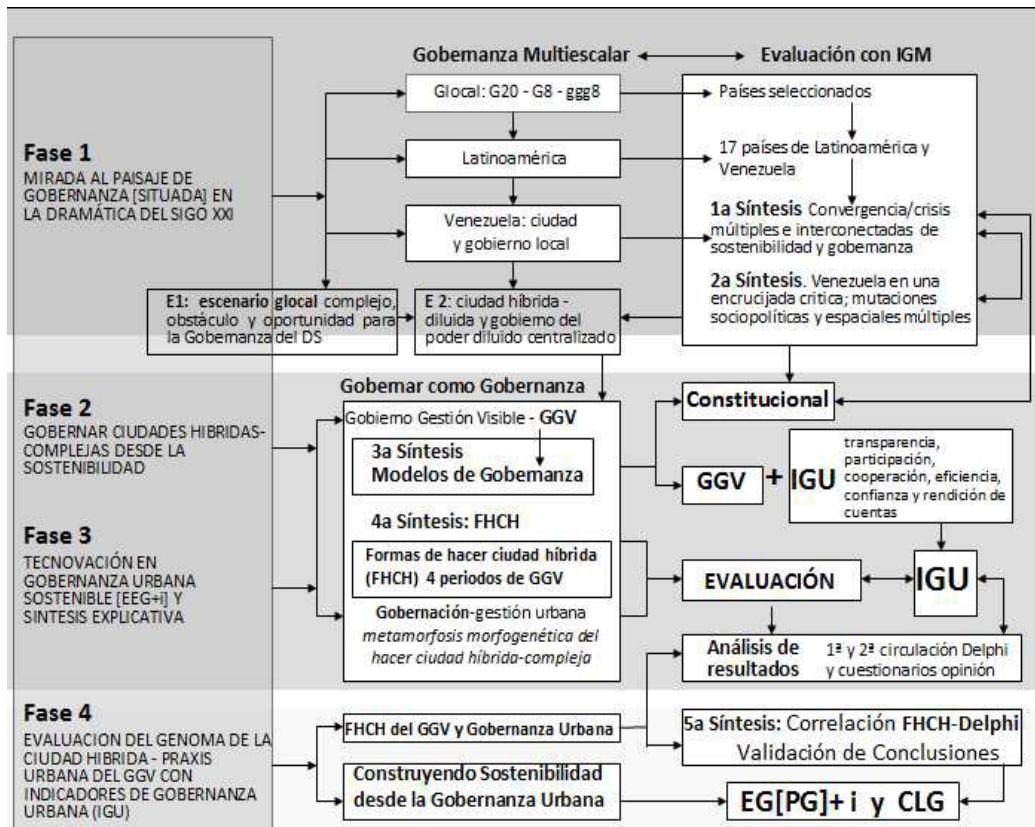 Gobernanza Multiescalar
Evaluación con IGM
Glocal: G20 - G8 - ggg8
Países seleccionados
Fase 1
MIRADA AL PAISAJE DE
GOBERNANZA [SITUADA] EN
LA DRAMÁTICA DEL SIGO XXI
Latinoamérica
17 países de Latinoamérica y
Venezuela
Venezuela: ciudad
y gobierno local
1a Síntesis Convergencia/crisis
múltiples e interconectadas de
sostenibilidad y gobernanza
2a Síntesis. Venezuela en una
encrucijada critica; mutaciones
sociopolíticas y espaciales múltiples
E1: escenario glocal complejo,
obstáculo y oportunidad para
la Gobernanza del DS
E 2: ciudad híbrida -
diluida y gobierno del
poder diluido centralizado
Fase 2
GOBERNAR CIUDADES HIBRIDAS-
COMPLEJAS DESDE LA
SOSTENIBILIDAD
Gobernar como Gobernanza
Gobierno Gestión Visible - GGV
3a Síntesis
Modelos de Gobernanza
Constitucional
GGV + IGU
transparencia,
participación,
cooperación, eficiencia,
confianza y rendición de
cuentas
Fase 3
TECNOVACIÓN EN
GOBERNANZA URBANA
SOSTENIBLE [EEG+i] Y
SINTESIS EXPLICATIVA
4a Síntesis: FHCH
Formas de hacer ciudad híbrida
(FHCH) 4 periodos de GGV
Gobernación-gestión urbana
metamorfosis morfogenética del
hacer ciudad híbrida-compleja
EVALUACIÓN
IGU
Análisis de
resultados
1ª y 2ª circulación Delphi
y cuestionarios opinión
Fase 4
EVALUACION DEL GENOMA DE LA
CIUDAD HIBRIDA - PRAXIS
URBANA DEL GGV CON
INDICADORES DE GOBERNANZA
URBANA (IGU)
FHCH del GGV y Gobernanza Urbana
Construyendo Sostenibilidad
desde la Gobernanza Urbana
5a Síntesis: Correlación FHCH-Delphi
Validación de Conclusiones
EG[PG]+ i y CLG